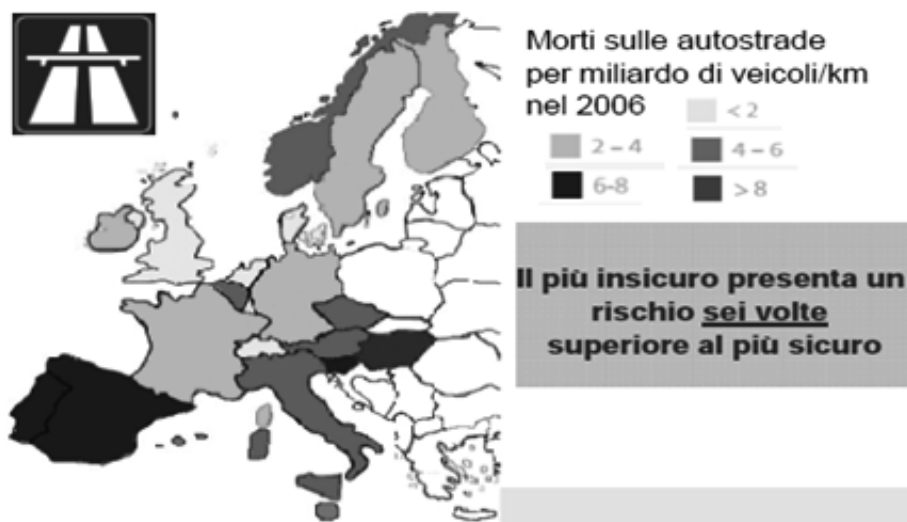 Morti sulle autostrade
per miliardo di veicoli/km
nel 2006
< 2
2 – 4
4 – 6
6-8
> 8
Il più insicuro presenta un
rischio sei volte
superiore al più sicuro